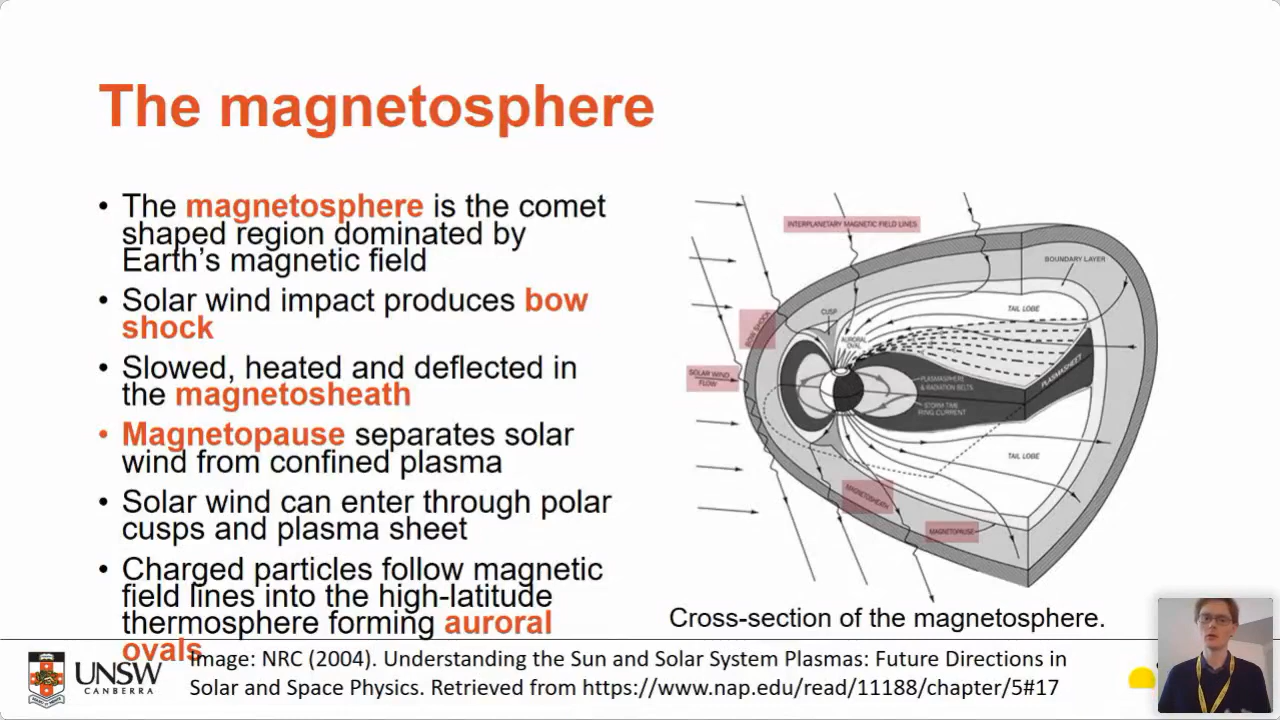 The magnetosphere
• The magnetosphere is the comet
shaped region dominated by
Earth's magnetic field
• Solar wind impact produces bow
shock
• Slowed, heated and deflected in
the magnetosheath
• Magnetopause separates solar
wind from confined plasma
• Solar wind can enter through polar
cusps and plasma sheet
• Charged particles follow magnetic
field lines into the high-latitude
thermosphere forming auroral
ovals
INTERPLANETARY MAGNETIC FIELD LINES
BOUNDARY LAYER
BOW SHOCK
CUSP
TAIL LOBE
AURORAL
OVAL
SOLAR WIND
FLOW
PLASMASPHERE
& RADIATION BELTS
PLASMASHEET
STORM TIME
RING CURRENT
TAIL LOBE
MAGNETOSHEATH
MAGNETOPAUSE
Cross-section of the magnetosphere.
UNSW
CANBERRA
Image: NRC (2004). Understanding the Sun and Solar System Plasmas: Future Directions in
Solar and Space Physics. Retrieved from https://www.nap.edu/read/11188/chapter/5#17